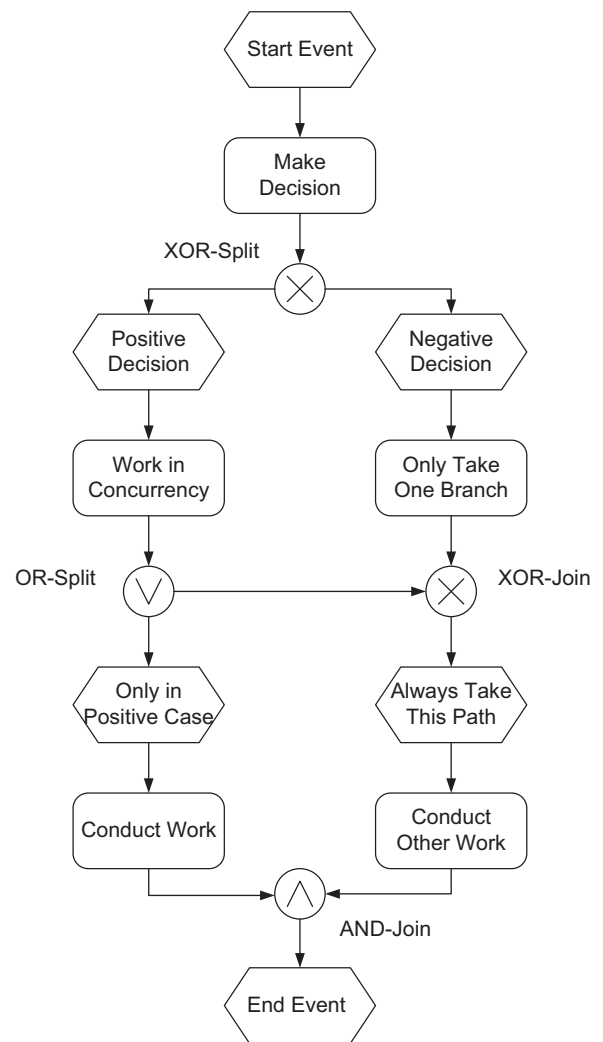 Start Event
Make
Decision
XOR-Split
Positive
Decision
Negative
Decision
Work in
Concurrency
Only Take
One Branch
OR-Split
XOR-Join
Only in
Positive Case
Always Take
This Path
Conduct Work
Conduct
Other Work
AND-Join
End Event